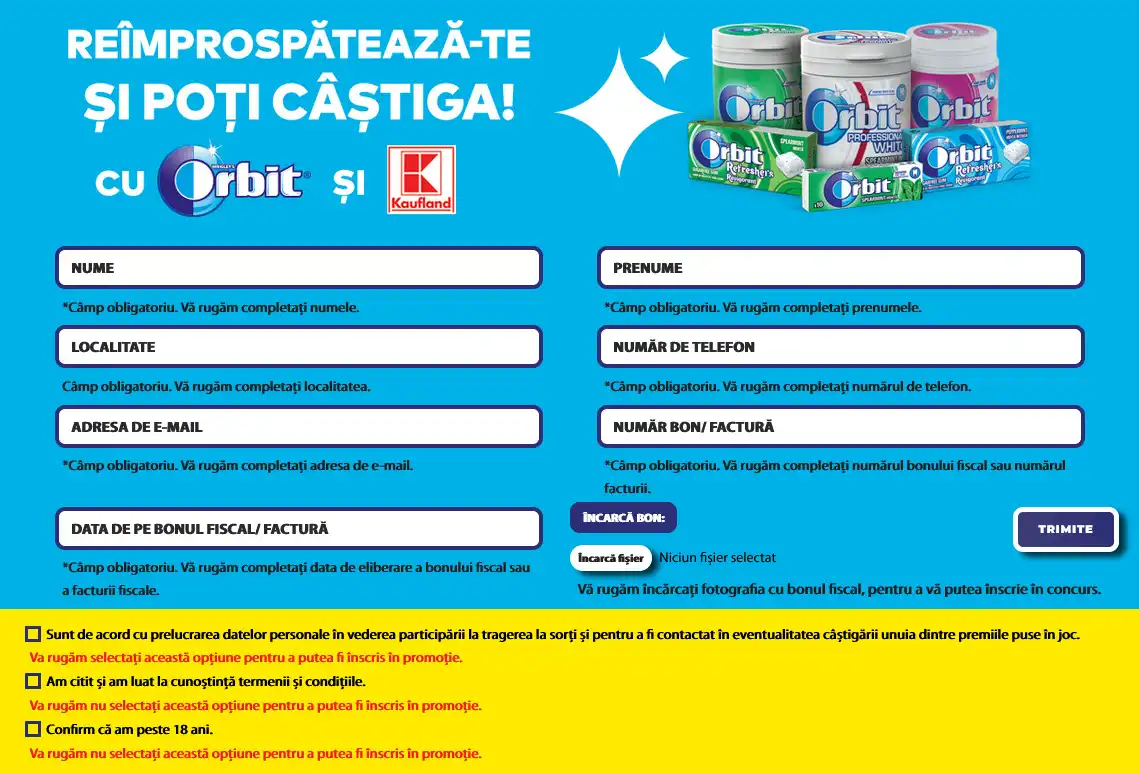 REÎMPROSPĂTEAZĂ-TE
ȘI POȚI CÂȘTIGA!
CU WRIGLEY'S Orbit ȘI Kaufland
Orbit Orbit Orbit
PROFESSIONAL
WHITE
SPEARMINT
Orbit SPEARMINT
Refreshers
Orbit PEPPERMINT
Refreshers
Orbit
SPEARMINT
NUME PRENUME
*Câmp obligatoriu. Vă rugăm completați numele. *Câmp obligatoriu. Vă rugăm completați prenumele.
LOCALITATE NUMĂR DE TELEFON
Câmp obligatoriu. Vă rugăm completați localitatea. *Câmp obligatoriu. Vă rugăm completați numărul de telefon.
ADRESA DE E-MAIL NUMĂR BON/ FACTURĂ
*Câmp obligatoriu. Vă rugăm completați adresa de e-mail. *Câmp obligatoriu. Vă rugăm completați numărul bonului fiscal sau numărul
facturii.
DATA DE PE BONUL FISCAL/ FACTURĂ ÎNCARCĂ BON: TRIMITE
Încarcă fișier Niciun fișier selectat
*Câmp obligatoriu. Vă rugăm completați data de eliberare a bonului fiscal sau
a facturii fiscale.
Vă rugăm încărcați fotografia cu bonul fiscal, pentru a vă putea înscrie în concurs.
Sunt de acord cu prelucrarea datelor personale în vederea participării la tragerea la sorți și pentru a fi contactat în eventualitatea câștigării unuia dintre premiile puse în joc.
Va rugăm selectați această opțiune pentru a putea fi înscris în promoție.
Am citit și am luat la cunoștință termenii și condițiile.
Va rugăm nu selectați această opțiune pentru a putea fi înscris în promoție.
Confirm că am peste 18 ani.
Va rugăm nu selectați această opțiune pentru a putea fi înscris în promoție.